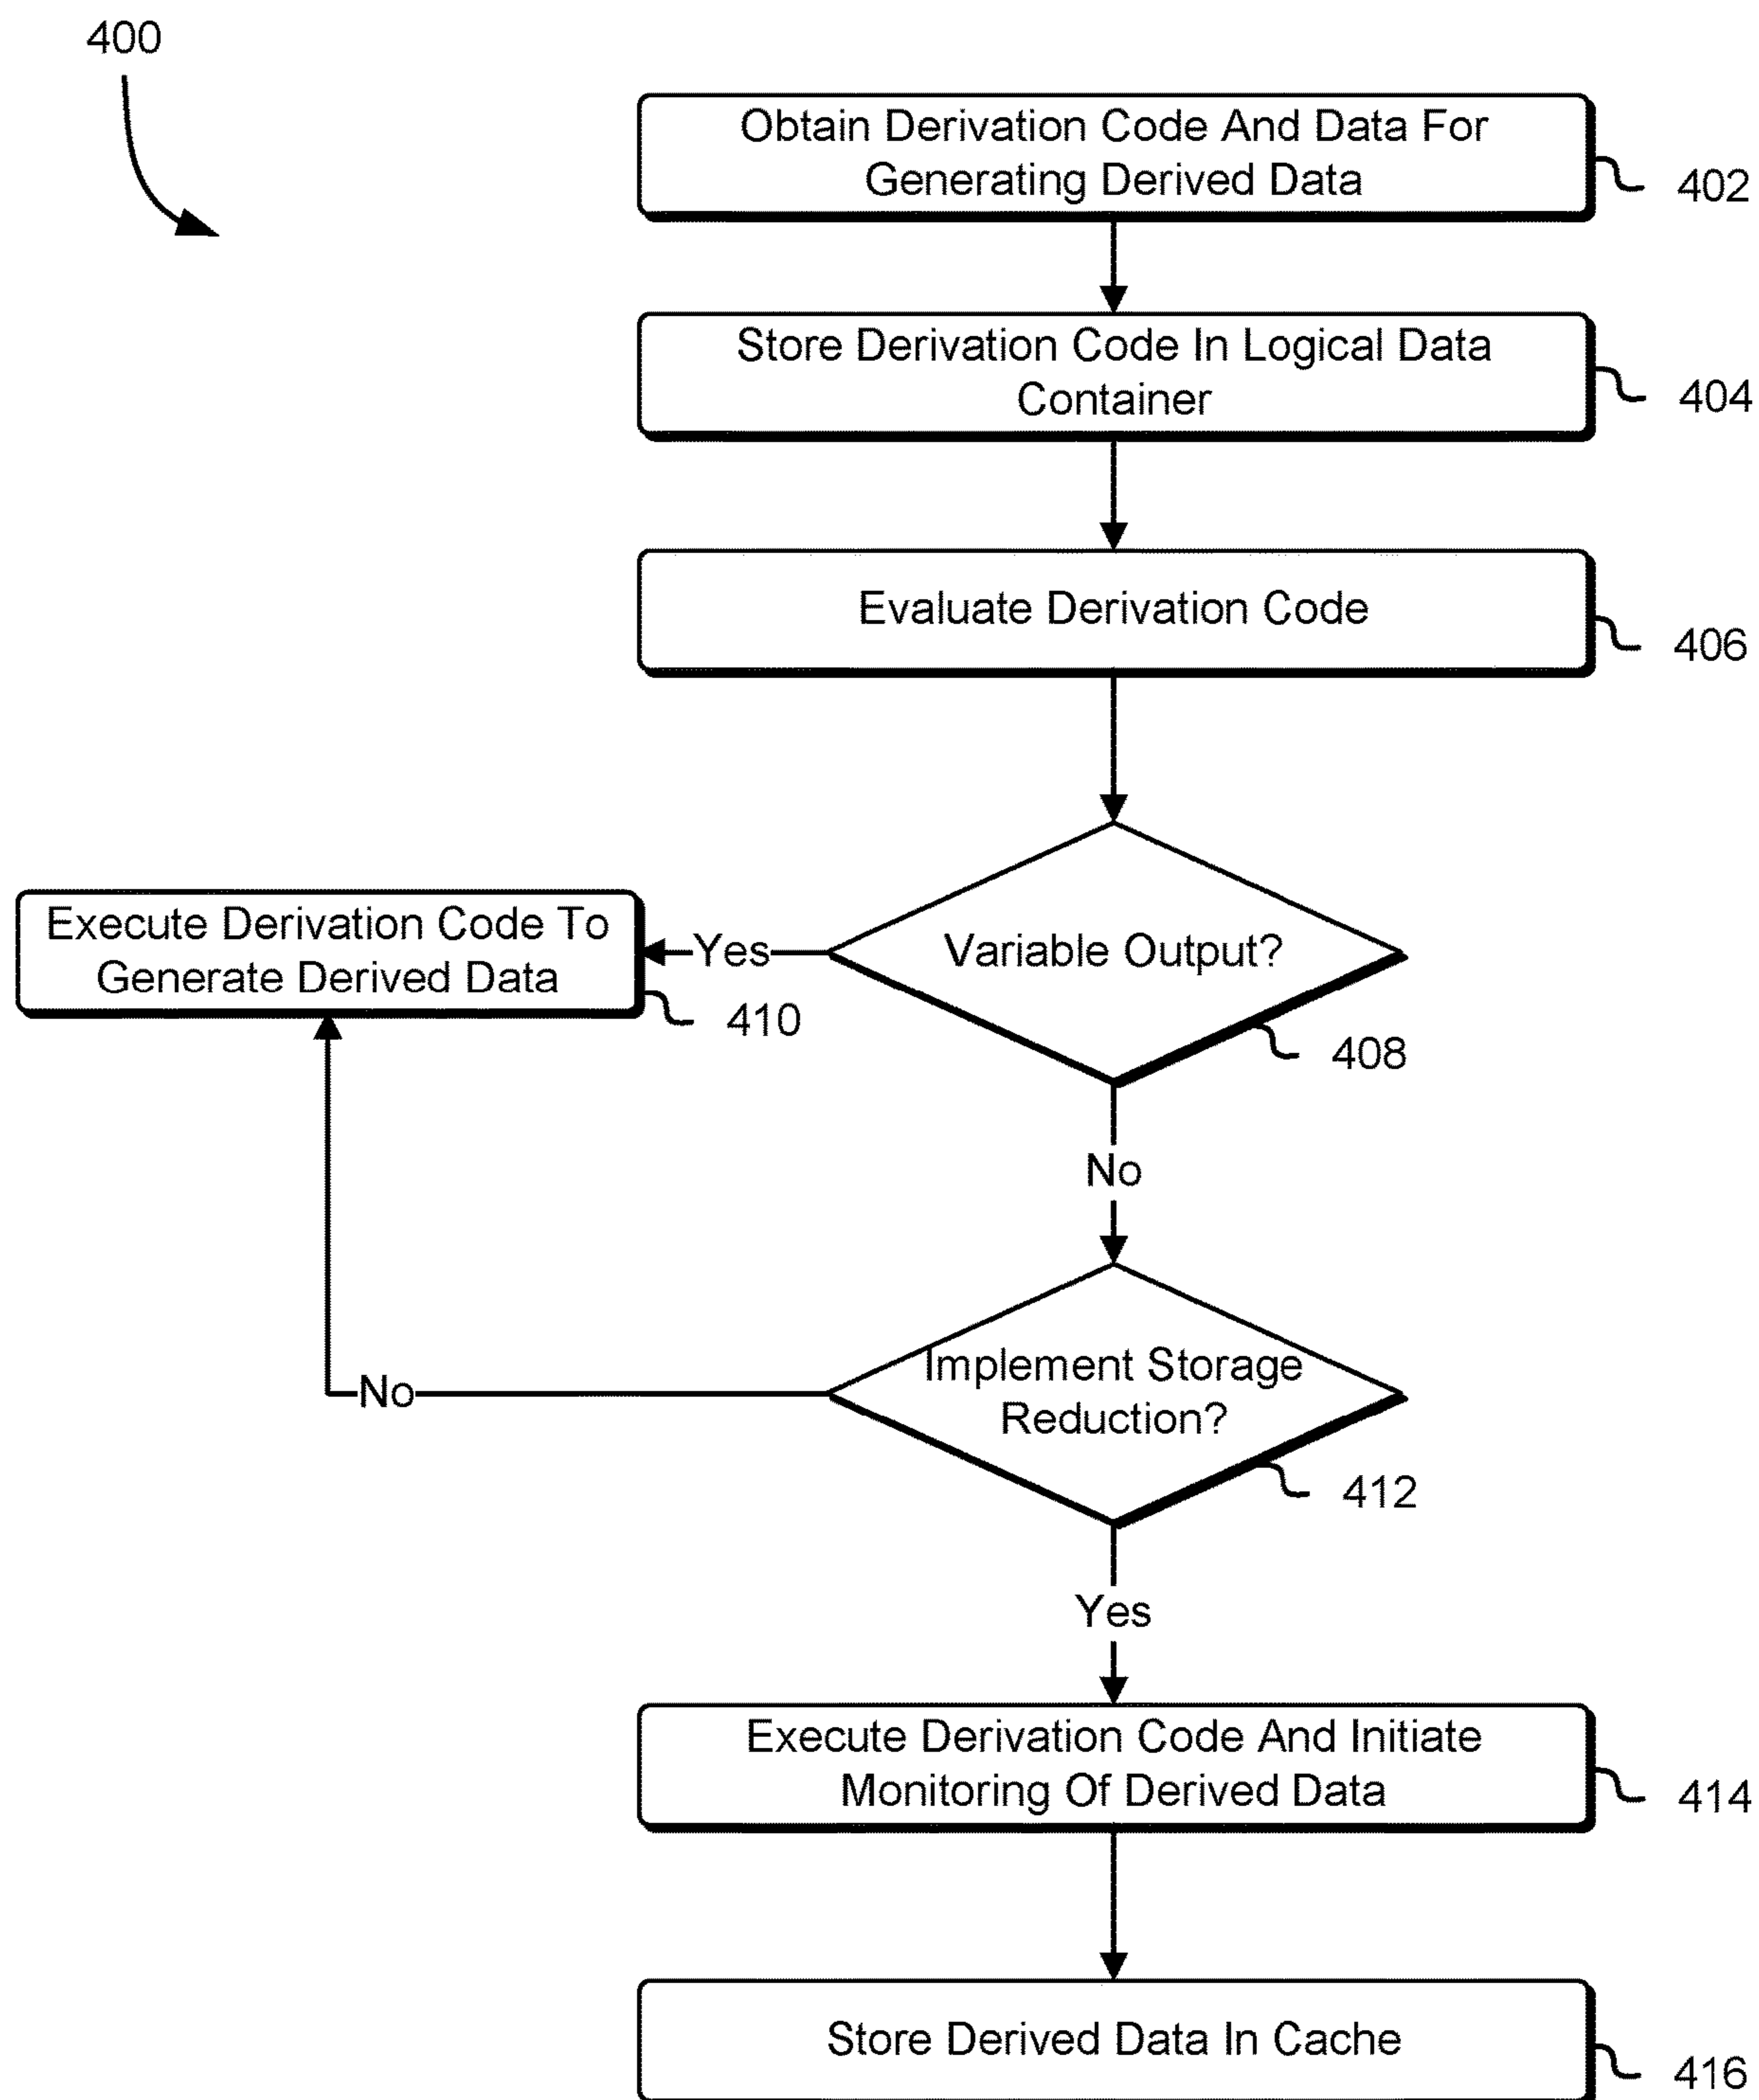 400
Obtain Derivation Code And Data For
Generating Derived Data
402
Store Derivation Code In Logical Data
Container
404
Evaluate Derivation Code
406
Execute Derivation Code To
Generate Derived Data
410
Yes
Variable Output?
408
No
Implement Storage
Reduction?
412
No
Yes
Execute Derivation Code And Initiate
Monitoring Of Derived Data
414
Store Derived Data In Cache
416